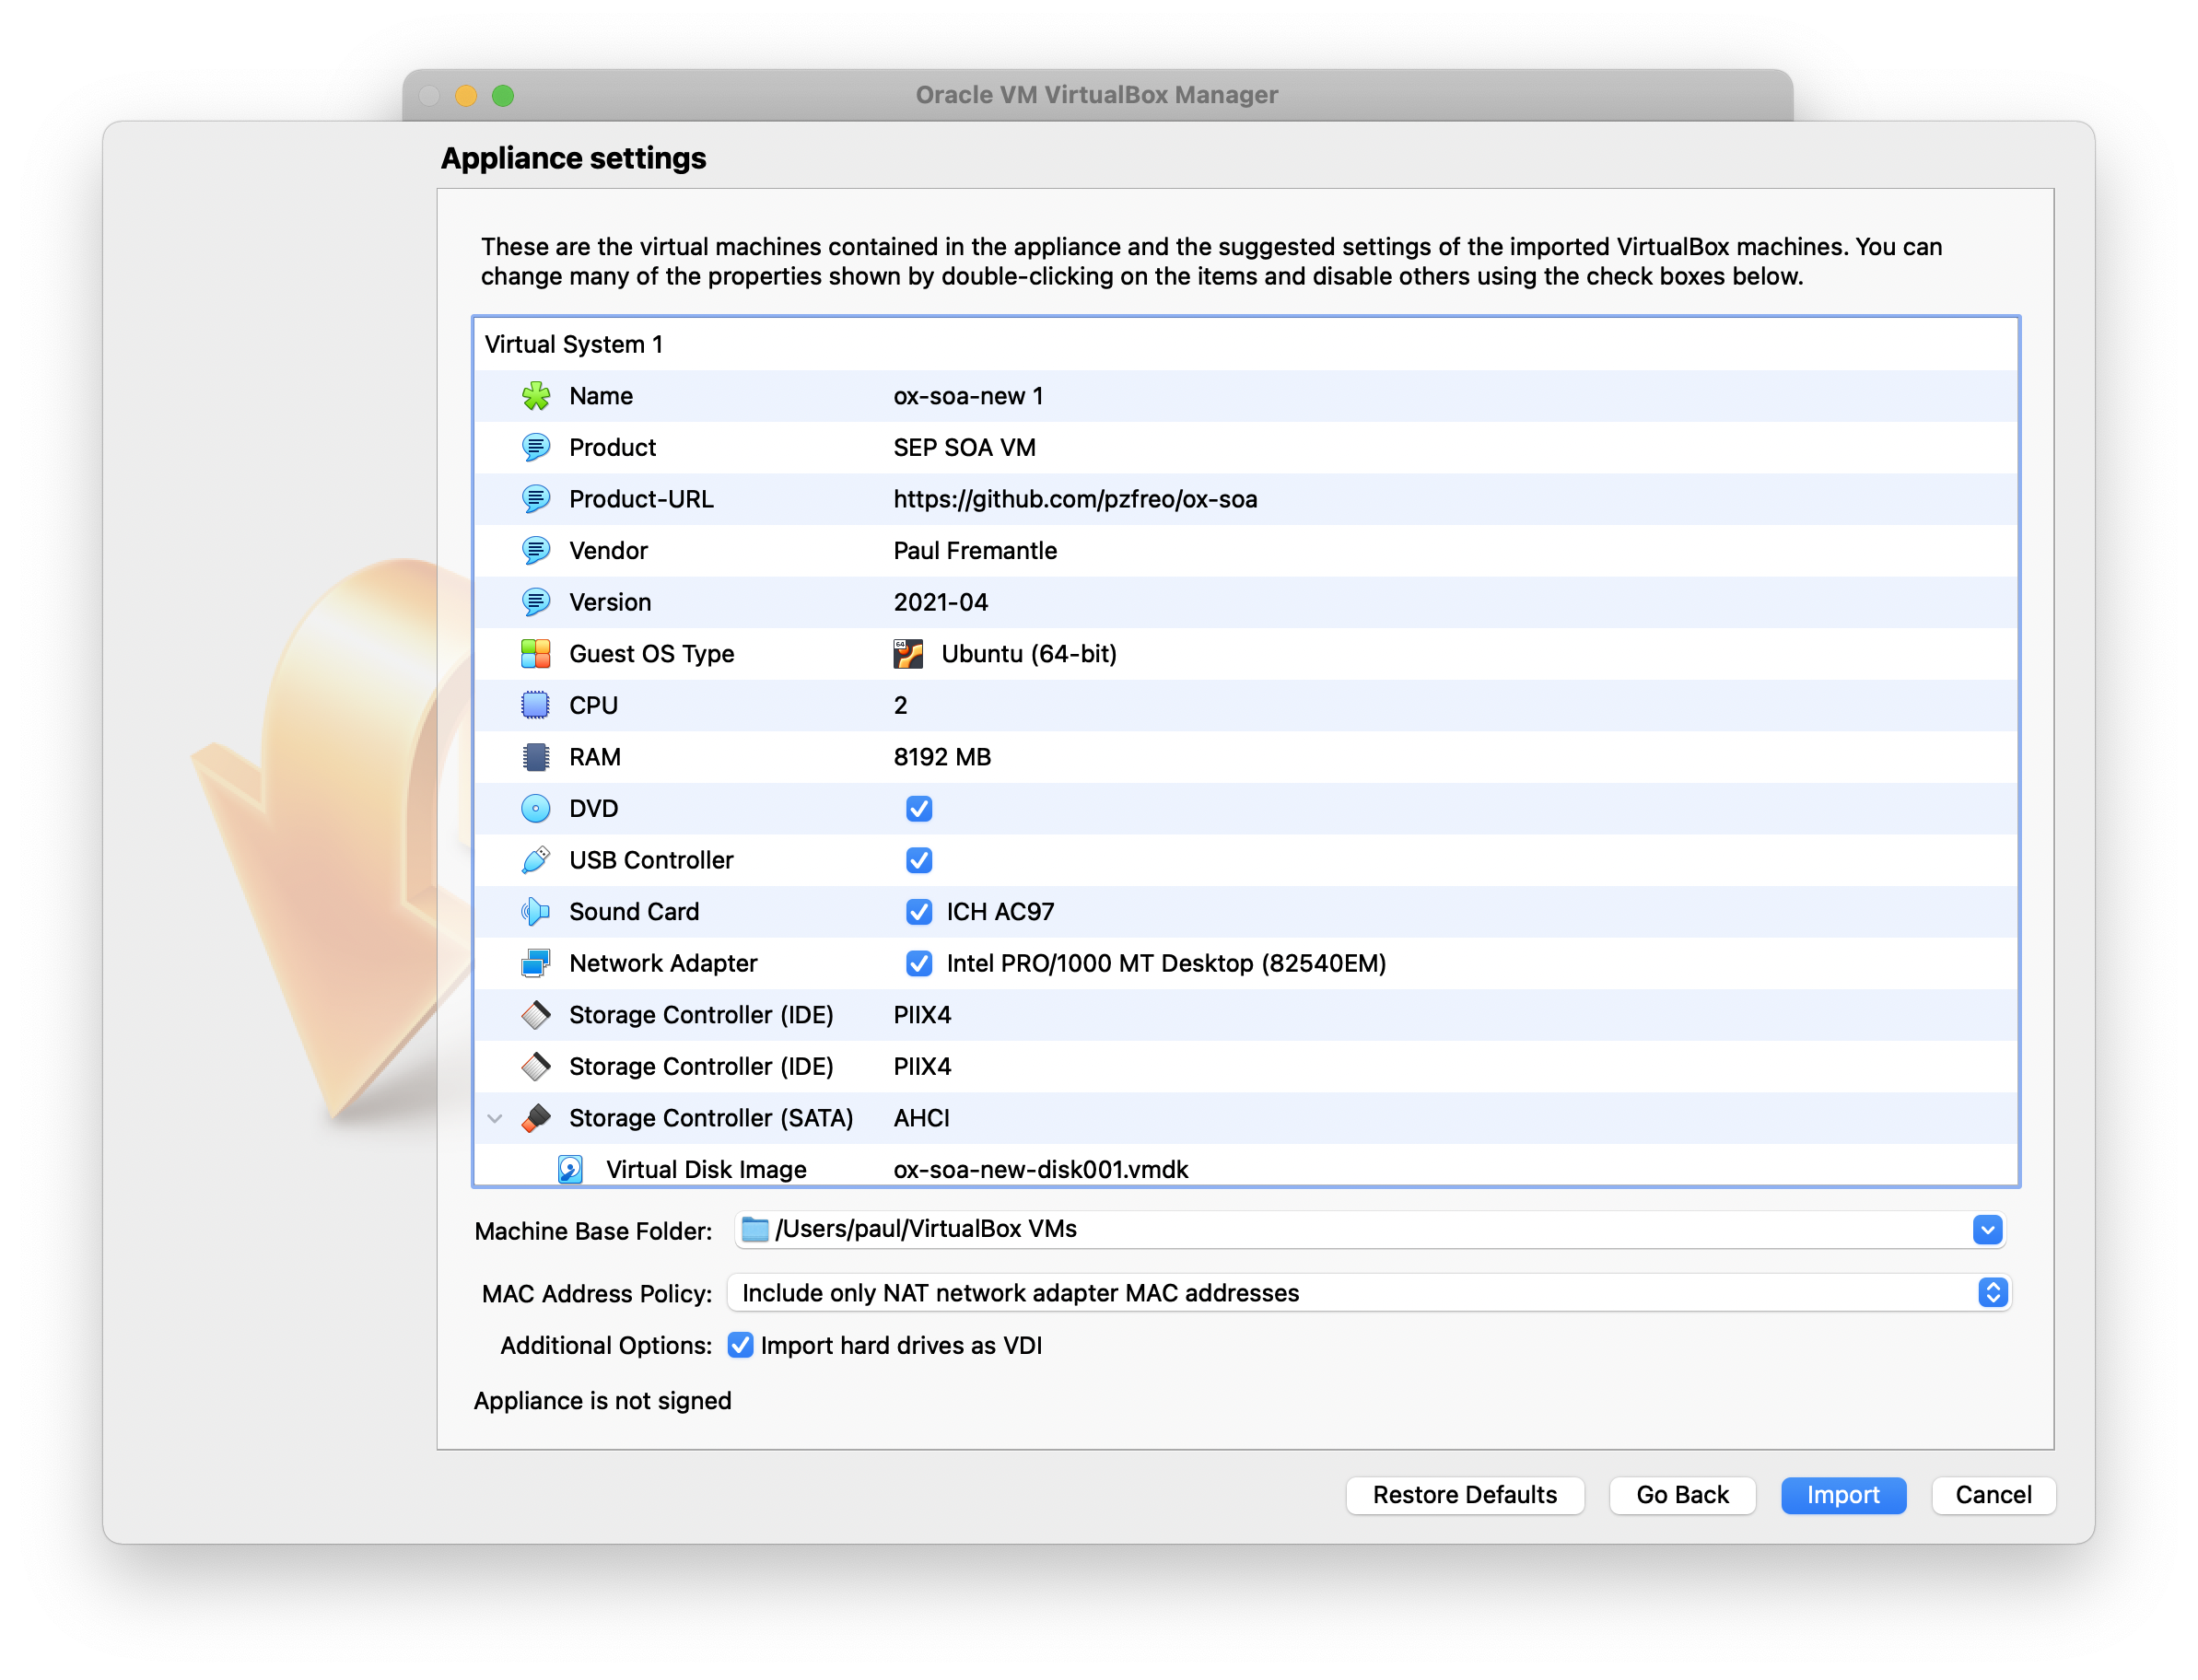 Oracle VM VirtualBox Manager
Appliance settings
These are the virtual machines contained in the appliance and the suggested settings of the imported VirtualBox machines. You can
change many of the properties shown by double-clicking on the items and disable others using the check boxes below.
Virtual System 1
Name ox-soa-new 1
Product SEP SOA VM
Product-URL https://github.com/pzfreo/ox-soa
Vendor Paul Fremantle
Version 2021-04
Guest OS Type 64 Ubuntu (64-bit)
CPU 2
RAM 8192 MB
DVD
USB Controller
Sound Card ICH AC97
Network Adapter Intel PRO/1000 MT Desktop (82540EM)
Storage Controller (IDE) PIIX4
Storage Controller (IDE) PIIX4
Storage Controller (SATA) AHCI
Virtual Disk Image ox-soa-new-disk001.vmdk
Machine Base Folder: /Users/paul/VirtualBox VMs
MAC Address Policy: Include only NAT network adapter MAC addresses
Additional Options: Import hard drives as VDI
Appliance is not signed
Restore Defaults Go Back Import Cancel